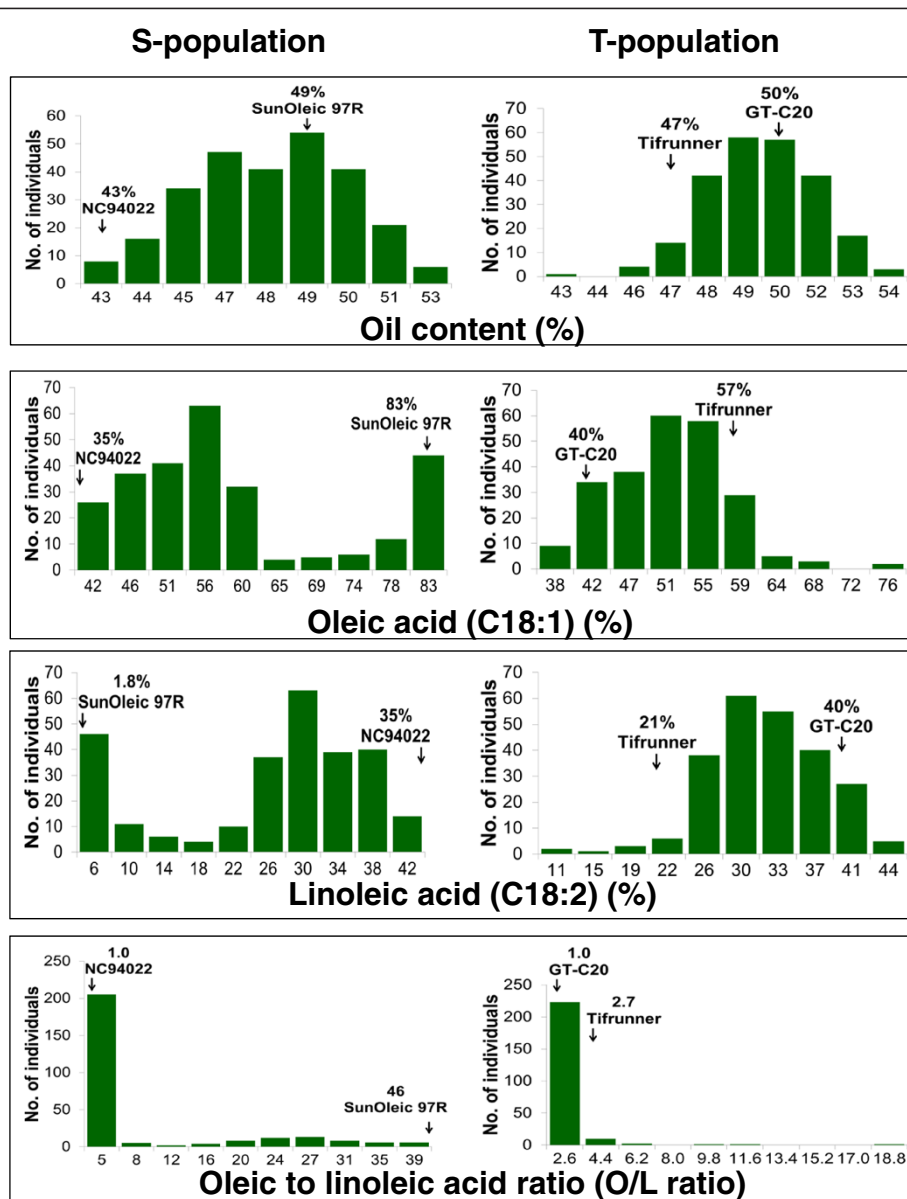 S-population
T-population
No. of individuals
60
50
40
30
20
10
0
43%
NC94022
49%
SunOleic 97R
43 44 45 47 48 49 50 51 53
No. of individuals
70
60
50
40
30
20
10
0
47%
Tifrunner
50%
GT-C20
43 44 46 47 48 49 50 52 53 54
Oil content (%)
No. of individuals
70
60
50
40
30
20
10
0
35%
NC94022
83%
SunOleic 97R
42 46 51 56 60 65 69 74 78 83
No. of individuals
70
60
50
40
30
20
10
0
40%
GT-C20
57%
Tifrunner
38 42 47 51 55 59 64 68 72 76
Oleic acid (C18:1) (%)
No. of individuals
70
60
50
40
30
20
10
0
1.8%
SunOleic 97R
35%
NC94022
6 10 14 18 22 26 30 34 38 42
No. of individuals
70
60
50
40
30
20
10
0
21%
Tifrunner
40%
GT-C20
11 15 19 22 26 30 33 37 41 44
Linoleic acid (C18:2) (%)
No. of individuals
250
200
150
100
50
0
1.0
NC94022
46
SunOleic 97R
5 8 12 16 20 24 27 31 35 39
No. of individuals
250
200
150
100
50
0
1.0
GT-C20
2.7
Tifrunner
2.6 4.4 6.2 8.0 9.8 11.6 13.4 15.2 17.0 18.8
Oleic to linoleic acid ratio (O/L ratio)